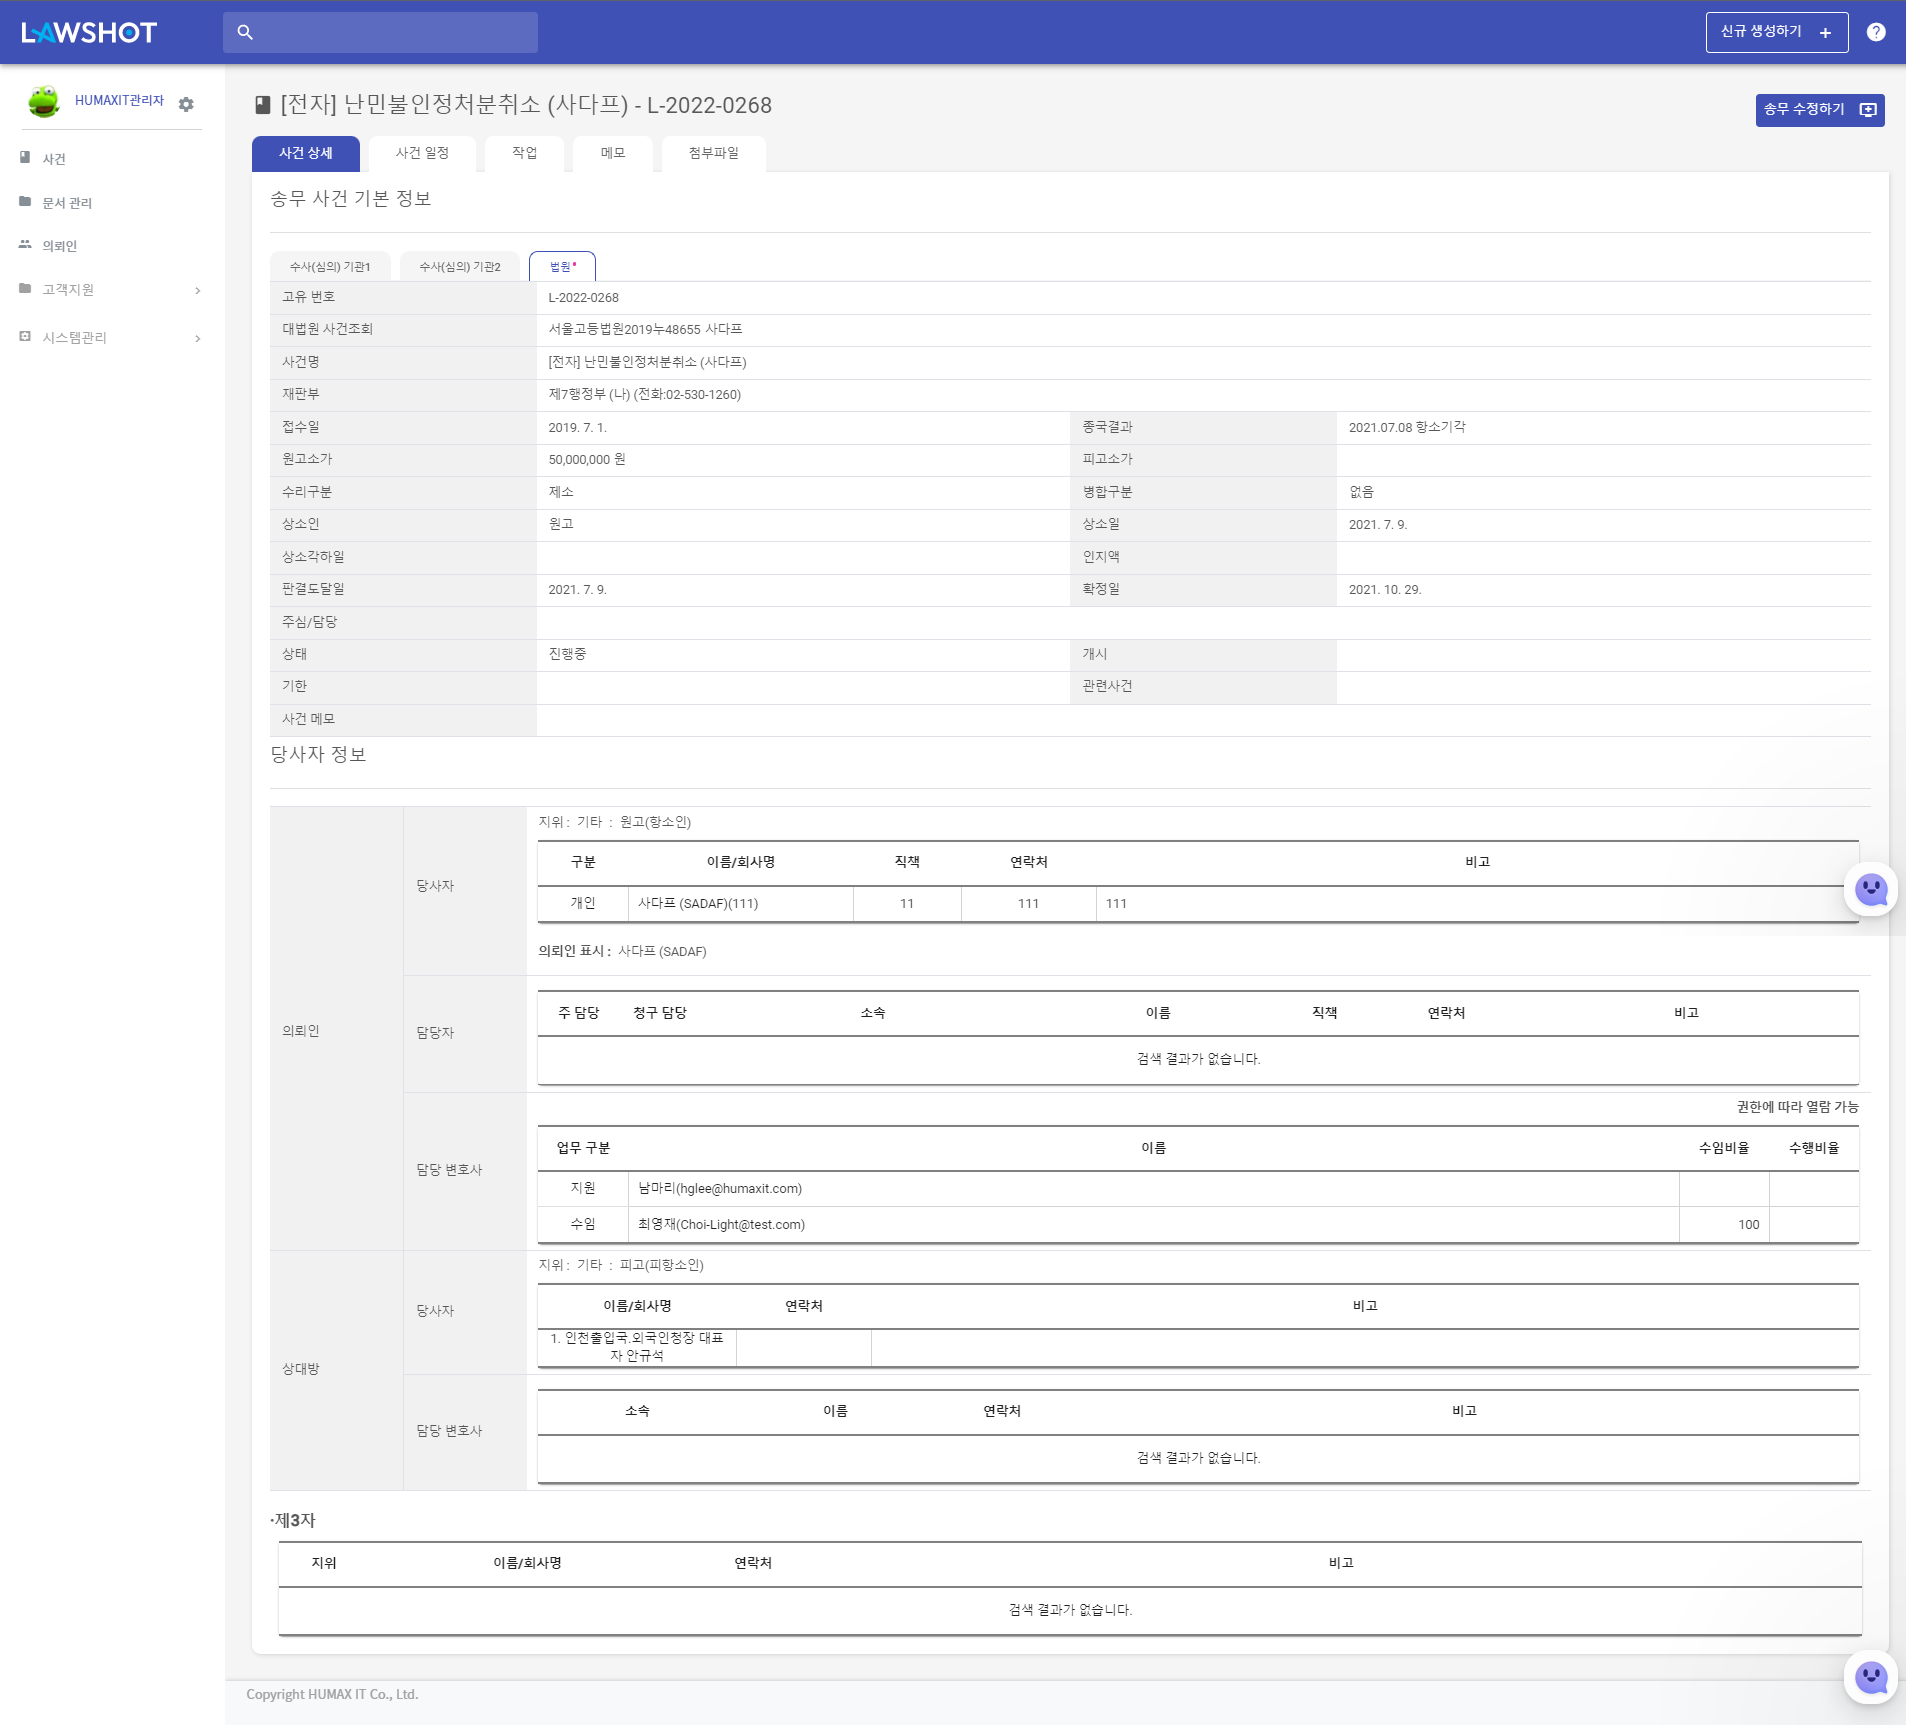 LAWSHOT
신규 생성하기 +
?
HUMAXIT관리자
사건
문서 관리
의뢰인
고객지원
시스템관리
[전자] 난민불인정처분취소 (사다프) - L-2022-0268
송무 수정하기
사건 상세 사건 일정 작업 메모 첨부파일
송무 사건 기본 정보
수사(심의) 기관1 수사(심의) 기관2 법원*
고유 번호 L-2022-0268
대법원 사건조회 서울고등법원2019누48655 사다프
사건명 [전자] 난민불인정처분취소 (사다프)
재판부 제7행정부 (나) (전화:02-530-1260)
접수일 2019. 7. 1. 종국결과 2021.07.08 항소기각
원고소가 50,000,000 원 피고소가
수리구분 제소 병합구분 없음
상소인 원고 상소일 2021. 7. 9.
상소각하일 인지액
판결도달일 2021. 7. 9. 확정일 2021. 10. 29.
주심/담당
상태 진행중 개시
기한 관련사건
사건 메모
당사자 정보
의뢰인
당사자
지위 : 기타 : 원고(항소인)
구분 이름/회사명 직책 연락처 비고
개인 사다프 (SADAF)(111) 11 111 111
의뢰인 표시 : 사다프 (SADAF)
담당자
주 담당 청구 담당 소속 이름 직책 연락처 비고
검색 결과가 없습니다.
담당 변호사
권한에 따라 열람 가능
업무 구분 이름 수임비율 수행비율
지원 남마리(hglee@humaxit.com)
수임 최영재(Choi-Light@test.com) 100
상대방
당사자
지위 : 기타 : 피고(피항소인)
이름/회사명 연락처 비고
1. 인천출입국.외국인청장 대표
자 안규석
담당 변호사
소속 이름 연락처 비고
검색 결과가 없습니다.
·제3자
지위 이름/회사명 연락처 비고
검색 결과가 없습니다.
Copyright HUMAX IT Co., Ltd.